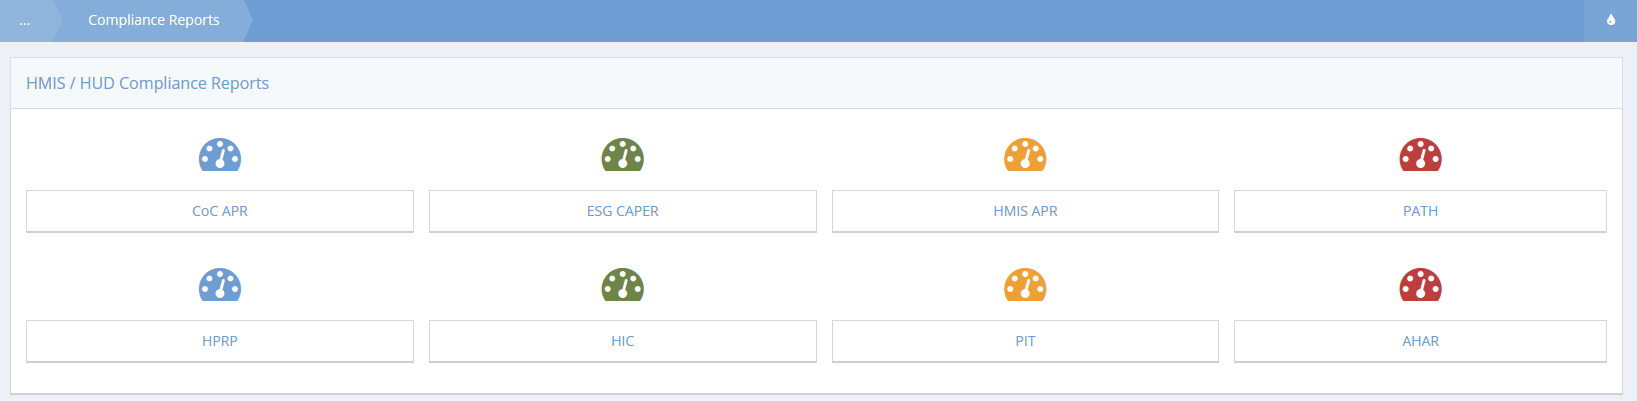 ...
Compliance Reports
HMIS / HUD Compliance Reports
CoC APR
ESG CAPER
HMIS APR
PATH
HPRP
HIC
PIT
AHAR